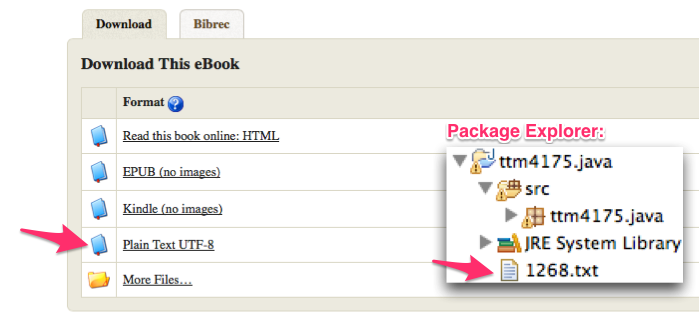 Download Bibrec
Download This eBook
Format ?
Read this book online: HTML
EPUB (no images)
Kindle (no images)
Plain Text UTF-8
More Files…
Package Explorer:
ttm4175.java
src
ttm4175.java
JRE System Library
1268.txt